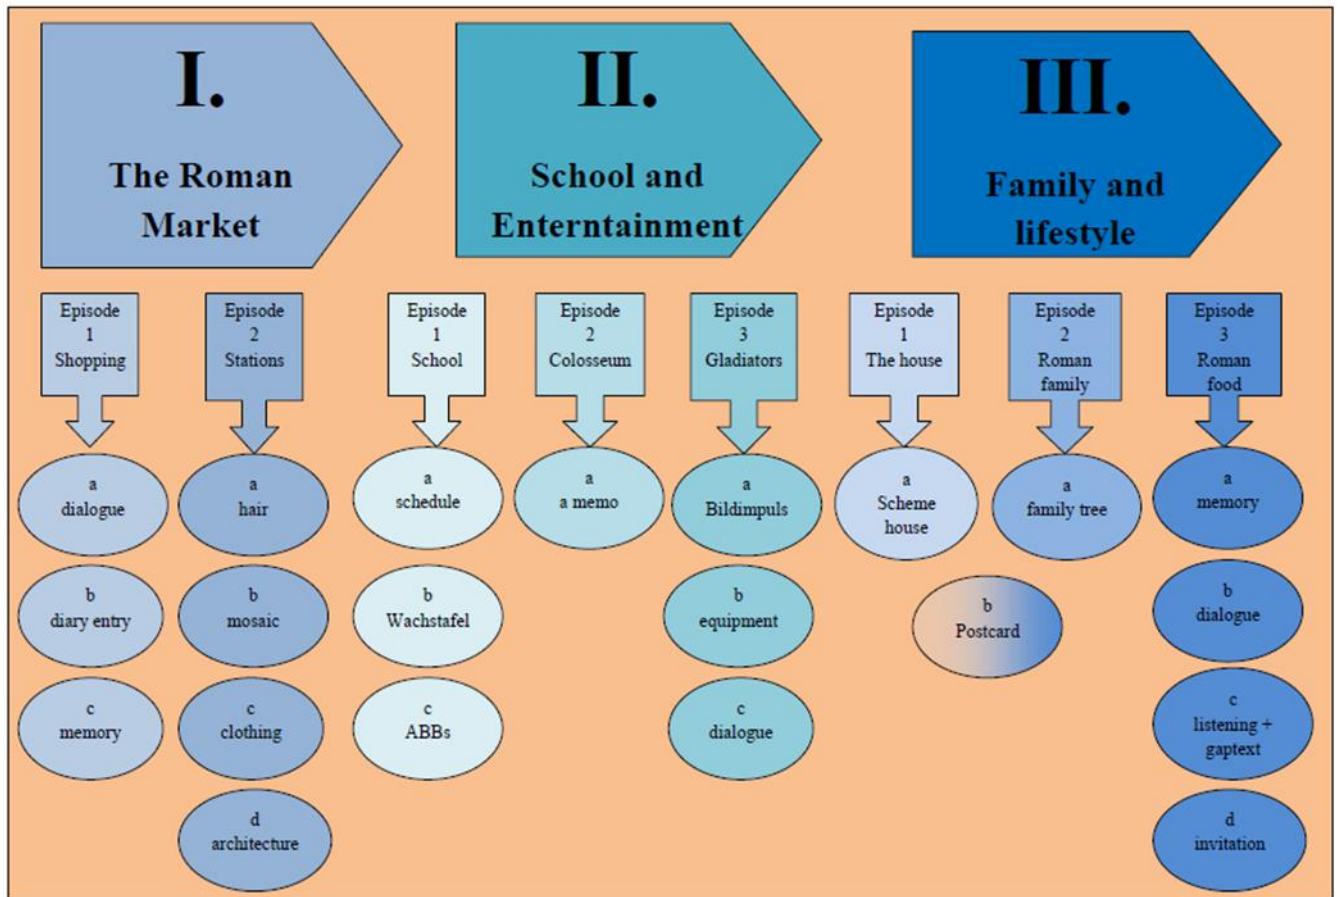 I.
The Roman
Market
II.
School and
Enterntainment
III.
Family and
lifestyle
Episode
1
Shopping
Episode
2
Stations
Episode
1
School
Episode
2
Colosseum
Episode
3
Gladiators
Episode
1
The house
Episode
2
Roman
family
Episode
3
Roman
food
a
dialogue
b
diary entry
c
memory
a
hair
b
mosaic
c
clothing
d
architecture
a
schedule
b
Wachstafel
c
ABBs
a
a memo
a
Bildimpuls
b
equipment
c
dialogue
a
Scheme
house
a
family tree
b
Postcard
a
memory
b
dialogue
c
listening +
gaptext
d
invitation